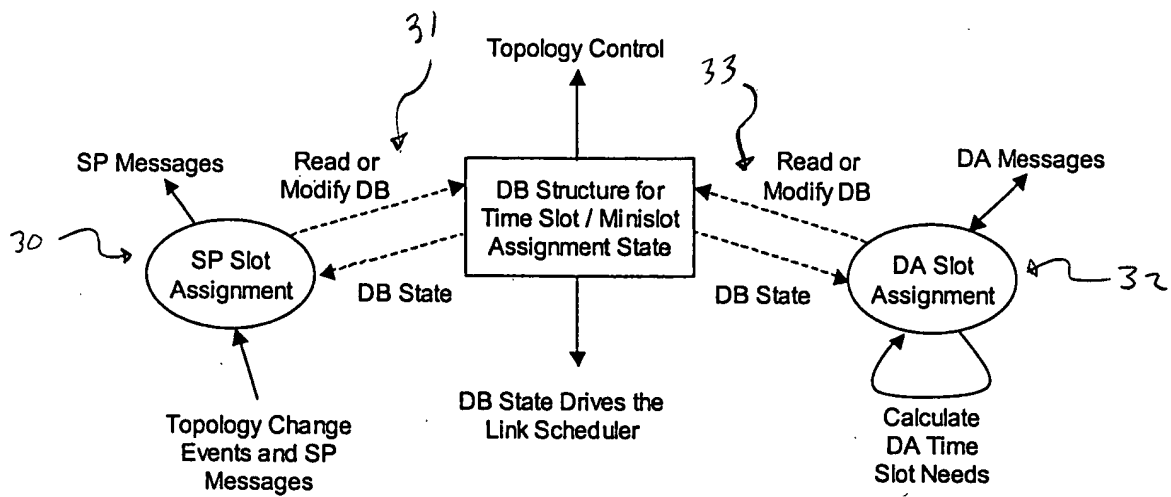 31
Topology Control
33
SP Messages
Read or
Modify DB
DB Structure for
Time Slot / Minislot
Assignment State
Read or
Modify DB
DA Messages
30
SP Slot
Assignment
DB State
DB State
DA Slot
Assignment
32
Topology Change
Events and SP
Messages
DB State Drives the
Link Scheduler
Calculate
DA Time
Slot Needs